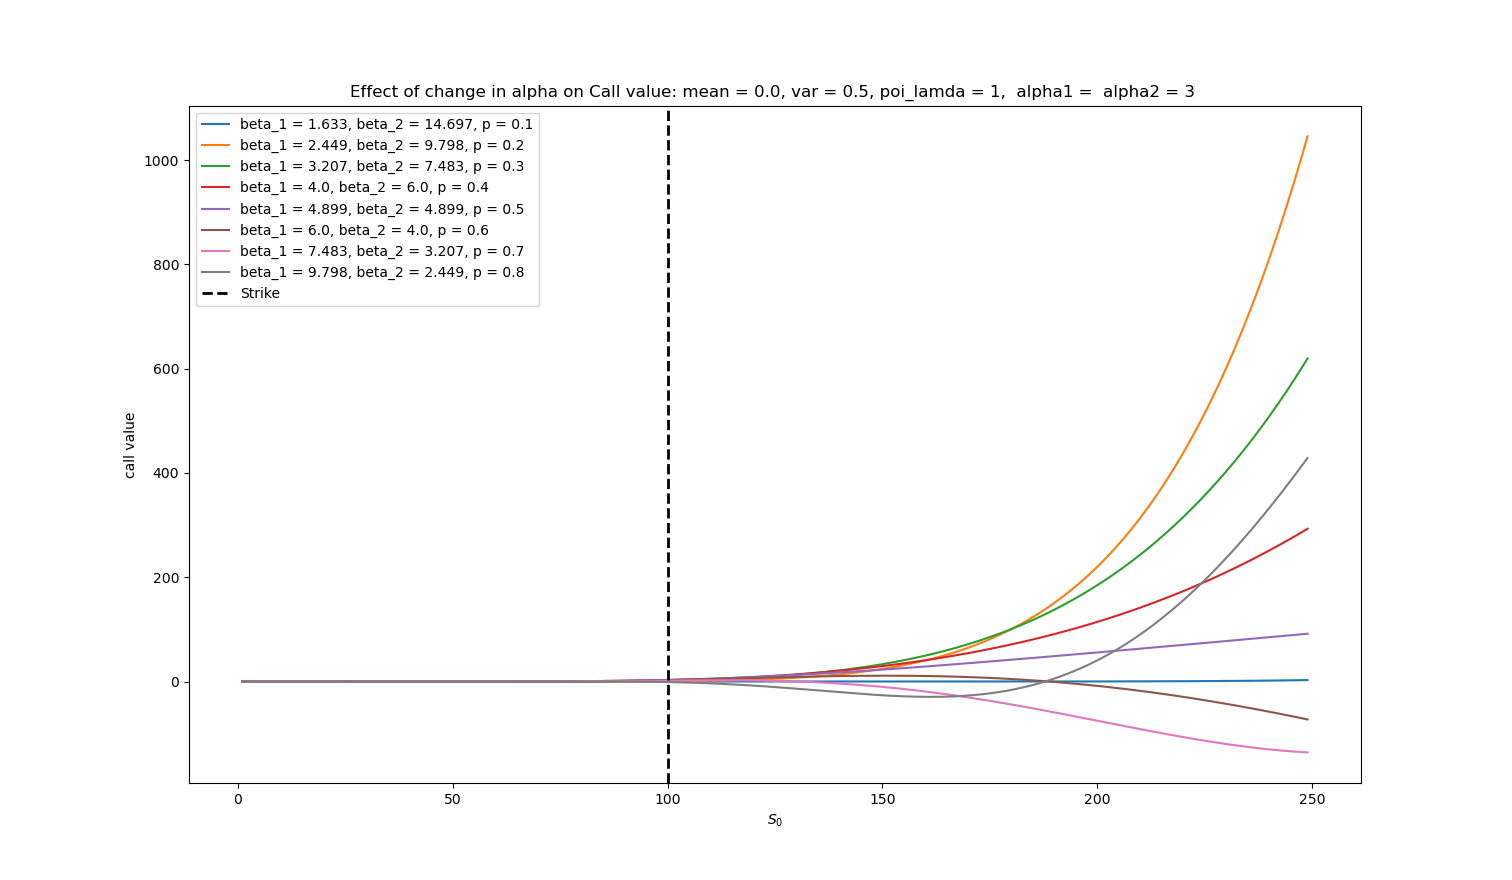 Effect of change in alpha on Call value: mean = 0.0, var = 0.5, poi_lamda = 1,  alpha1 =  alpha2 = 3
beta_1 = 1.633, beta_2 = 14.697, p = 0.1
beta_1 = 2.449, beta_2 = 9.798, p = 0.2
beta_1 = 3.207, beta_2 = 7.483, p = 0.3
beta_1 = 4.0, beta_2 = 6.0, p = 0.4
beta_1 = 4.899, beta_2 = 4.899, p = 0.5
beta_1 = 6.0, beta_2 = 4.0, p = 0.6
beta_1 = 7.483, beta_2 = 3.207, p = 0.7
beta_1 = 9.798, beta_2 = 2.449, p = 0.8
Strike
1000
800
600
400
200
0
call value
0 50 100 150 200 250
S_0